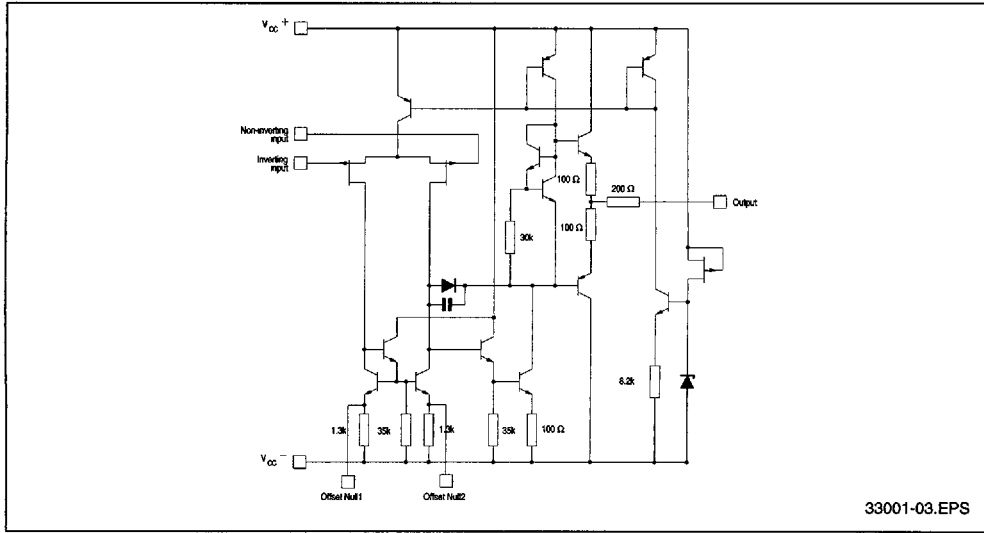 VCC +
Non-inverting
input
Inverting
input
100 Ω
200 Ω
Output
100 Ω
30k
8.2k
1.3k
35k
1.3k
35k
100 Ω
VCC −
Offset Null1
Offset Null2
33001-03.EPS